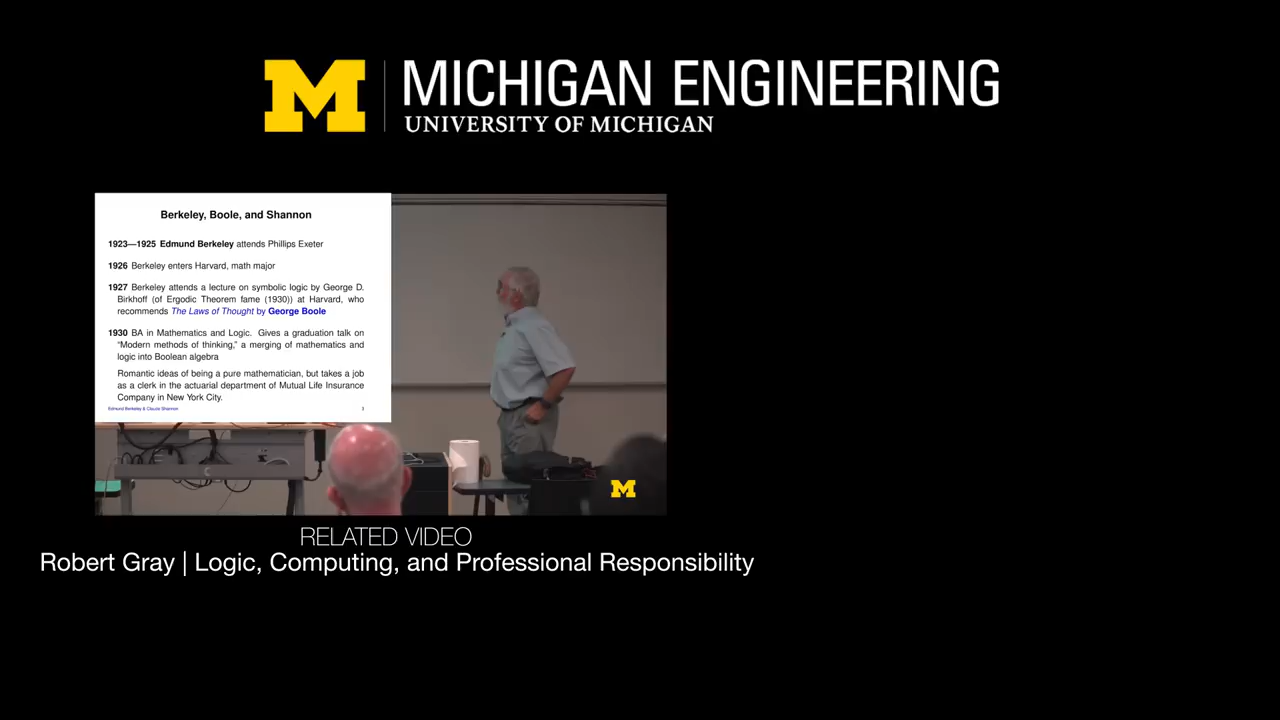 M
MICHIGAN ENGINEERING
UNIVERSITY OF MICHIGAN
Berkeley, Boole, and Shannon
1923—1925 Edmund Berkeley attends Phillips Exeter
1926 Berkeley enters Harvard, math major
1927 Berkeley attends a lecture on symbolic logic by George D.
Birkhoff (of Ergodic Theorem fame (1930)) at Harvard, who
recommends The Laws of Thought by George Boole
1930 BA in Mathematics and Logic. Gives a graduation talk on
“Modern methods of thinking,” a merging of mathematics and
logic into Boolean algebra
Romantic ideas of being a pure mathematician, but takes a job
as a clerk in the actuarial department of Mutual Life Insurance
Company in New York City.
Edmund Berkeley & Claude Shannon 3
M
RELATED VIDEO
Robert Gray | Logic, Computing, and Professional Responsibility